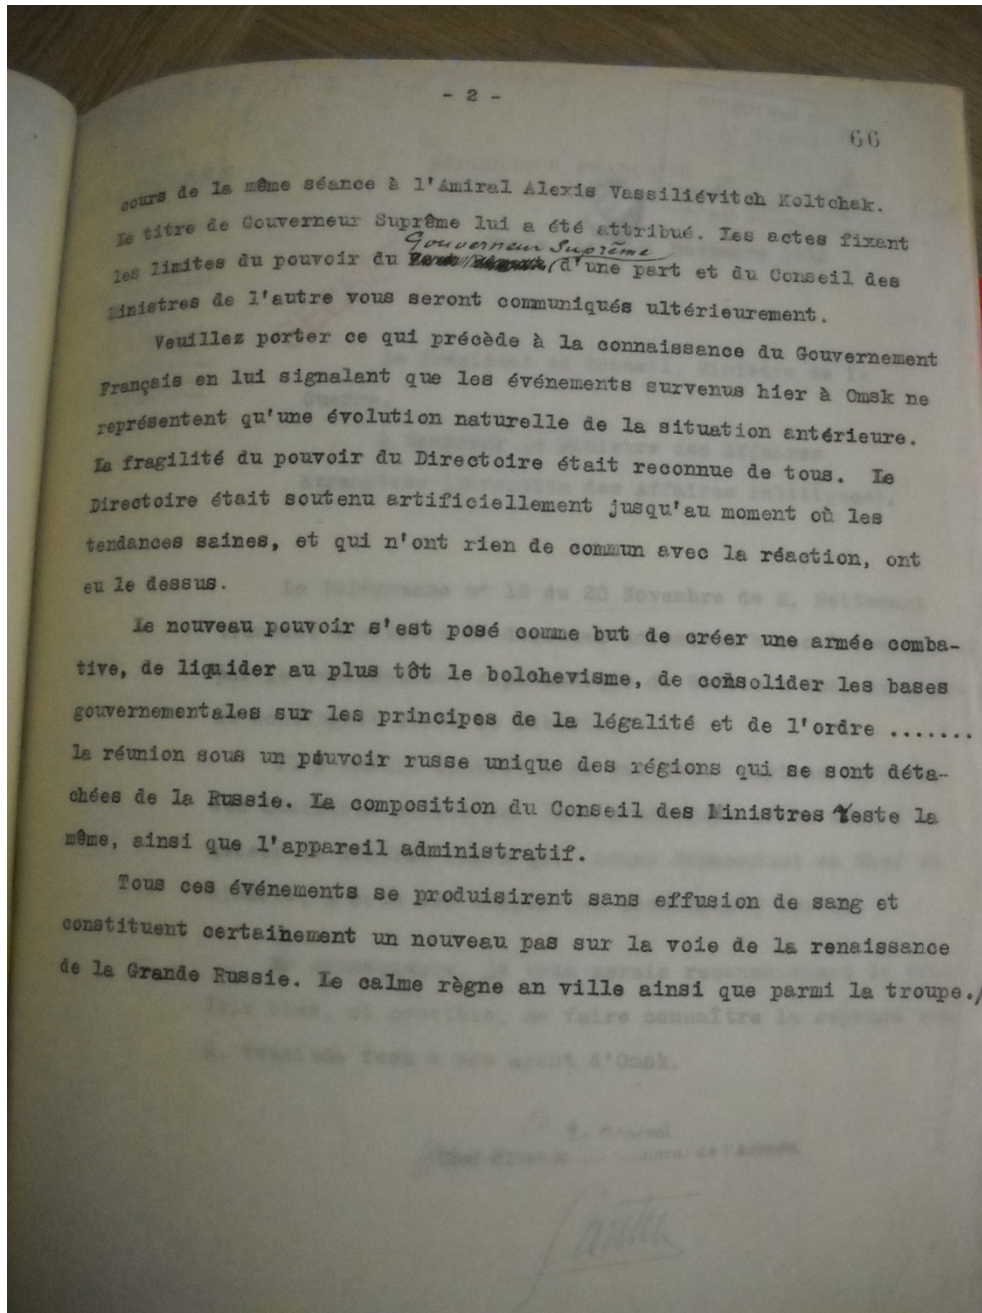 - 2 -
66
cours de la même séance à l'Amiral Alexis Vassiliévitch Koltchak.
Le titre de Gouverneur Suprême lui a été attribué. Les actes fixant
Gouverneur Suprême
les limites du pouvoir du d'une part et du Conseil des
Ministres de l'autre vous seront communiqués ultérieurement.
Veuillez porter ce qui précède à la connaissance du Gouvernement
Français en lui signalant que les événements survenus hier à Omsk ne
représentent qu'une évolution naturelle de la situation antérieure.
La fragilité du pouvoir du Directoire était reconnue de tous. Le
Directoire était soutenu artificiellement jusqu'au moment où les
tendances saines, et qui n'ont rien de commun avec la réaction, ont
eu le dessus.
Le nouveau pouvoir s'est posé comme but de créer une armée comba-
tive, de liquider au plus tôt le bolchevisme, de consolider les bases
gouvernementales sur les principes de la légalité et de l'ordre .......
la réunion sous un pouvoir russe unique des régions qui se sont déta-
chées de la Russie. La composition du Conseil des Ministres reste la
même, ainsi que l'appareil administratif.
Tous ces événements se produisirent sans effusion de sang et
constituent certainement un nouveau pas sur la voie de la renaissance
de la Grande Russie. Le calme règne an ville ainsi que parmi la troupe./